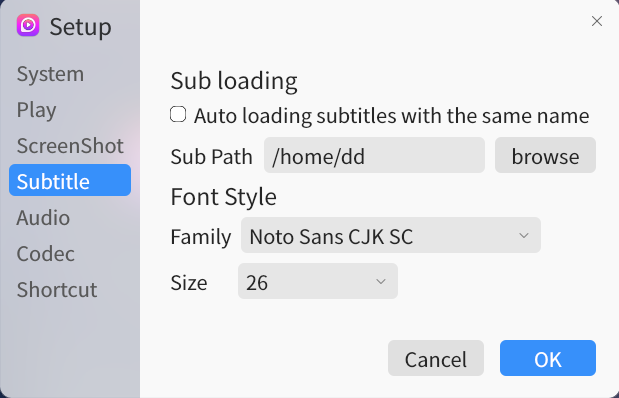 Setup
System
Play
ScreenShot
Subtitle
Audio
Codec
Shortcut
Sub loading
Auto loading subtitles with the same name
Sub Path /home/dd browse
Font Style
Family Noto Sans CJK SC
Size 26
Cancel OK